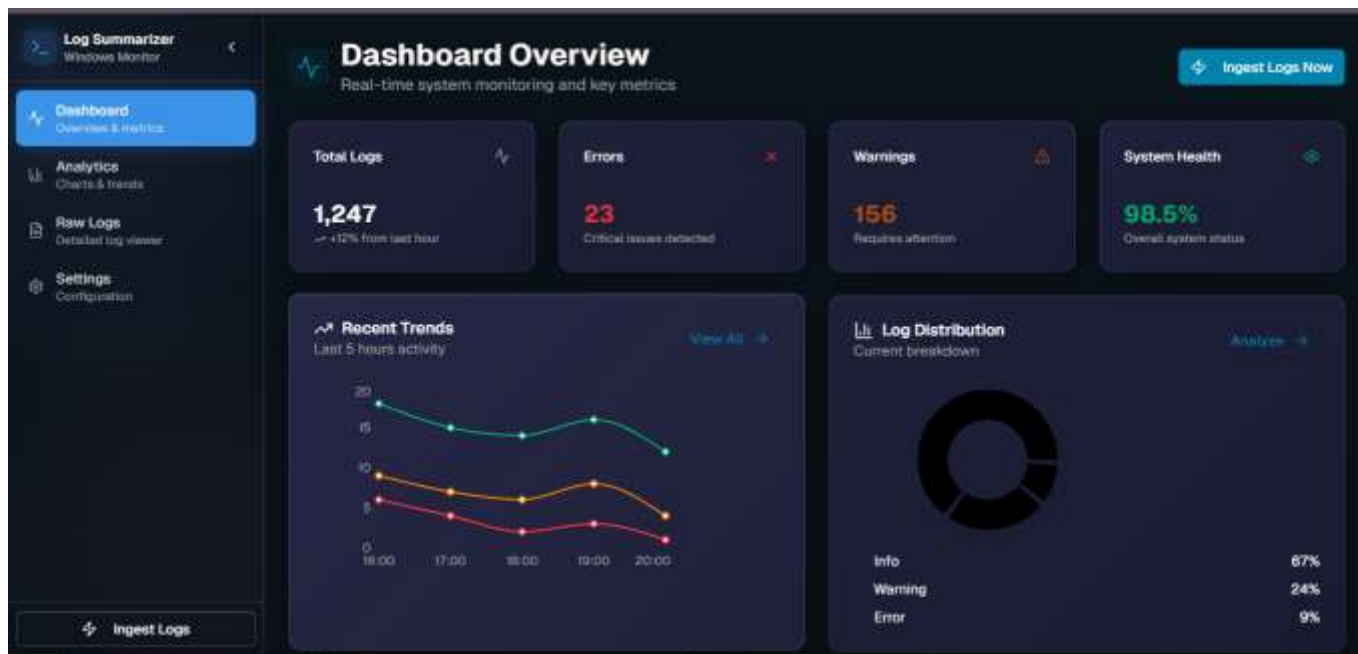 Log Summarizer
Windows Monitor
Dashboard
Overview & metrics
Analytics
Charts & trends
Raw Logs
Detailed log viewer
Settings
Configuration
Ingest Logs
Dashboard Overview
Real-time system monitoring and key metrics
Ingest Logs Now
Total Logs
1,247
+12% from last hour
Errors
23
Critical issues detected
Warnings
156
Requires attention
System Health
98.5%
Overall system status
Recent Trends
Last 5 hours activity
View All
20
15
10
5
0
16:00 17:00 18:00 19:00 20:00
Log Distribution
Current breakdown
Analyze
Info 67%
Warning 24%
Error 9%